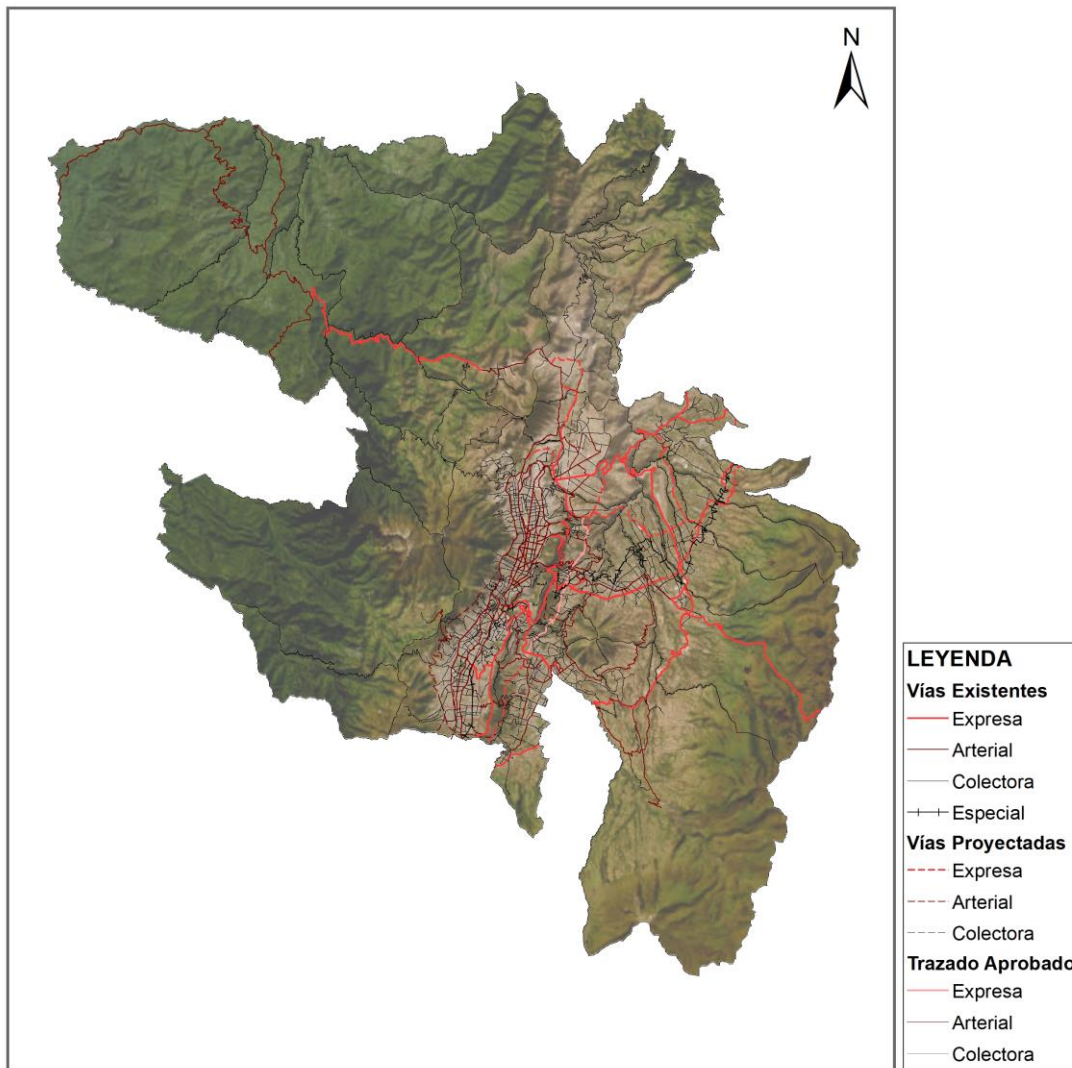 N
LEYENDA
Vías Existentes
Expresa
Arterial
Colectora
Especial
Vías Proyectadas
Expresa
Arterial
Colectora
Trazado Aprobado
Expresa
Arterial
Colectora